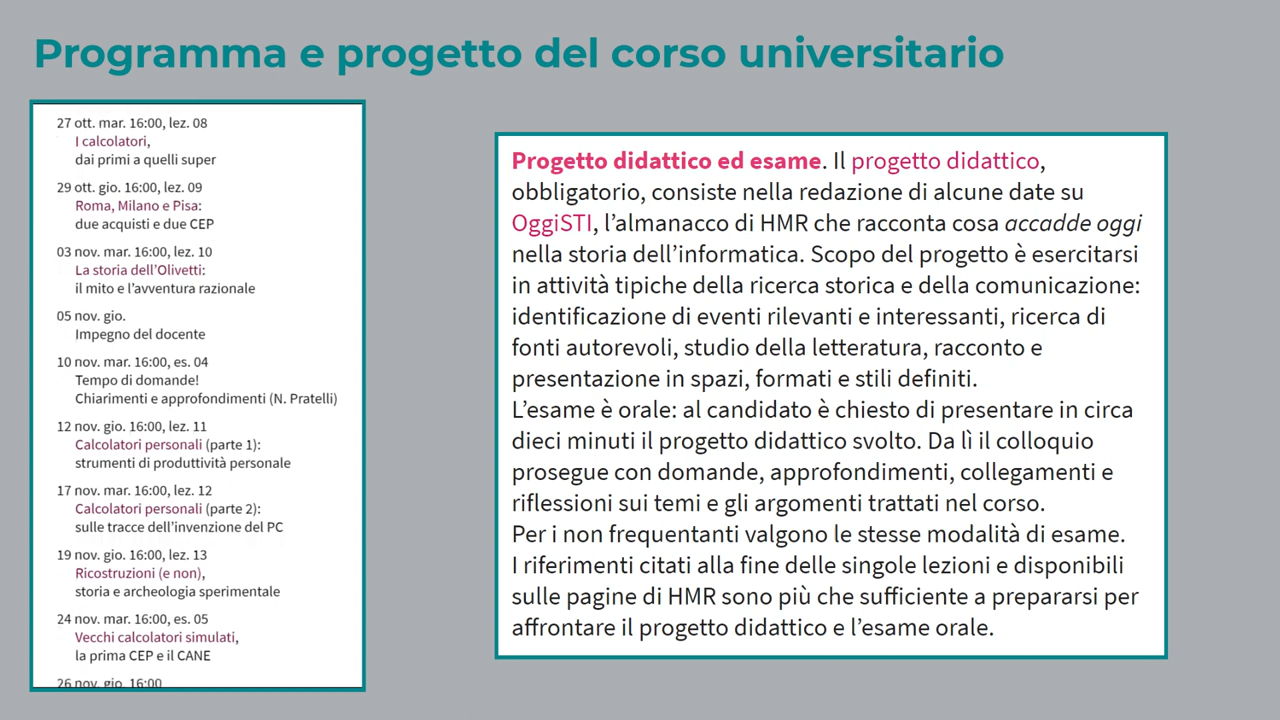 Programma e progetto del corso universitario
27 ott. mar. 16:00, lez. 08
I calcolatori,
dai primi a quelli super
29 ott. gio. 16:00, lez. 09
Roma, Milano e Pisa:
due acquisti e due CEP
03 nov. mar. 16:00, lez. 10
La storia dell'Olivetti:
il mito e l'avventura razionale
05 nov. gio.
Impegno del docente
10 nov. mar. 16:00, es. 04
Tempo di domande!
Chiarimenti e approfondimenti (N. Pratelli)
12 nov. gio. 16:00, lez. 11
Calcolatori personali (parte 1):
strumenti di produttività personale
17 nov. mar. 16:00, lez. 12
Calcolatori personali (parte 2):
sulle tracce dell'invenzione del PC
19 nov. gio. 16:00, lez. 13
Ricostruzioni (e non),
storia e archeologia sperimentale
24 nov. mar. 16:00, es. 05
Vecchi calcolatori simulati,
la prima CEP e il CANE
26 nov. gio. 16:00
Progetto didattico ed esame. Il progetto didattico,
obbligatorio, consiste nella redazione di alcune date su
OggiSTI, l'almanacco di HMR che racconta cosa accadde oggi
nella storia dell'informatica. Scopo del progetto è esercitarsi
in attività tipiche della ricerca storica e della comunicazione:
identificazione di eventi rilevanti e interessanti, ricerca di
fonti autorevoli, studio della letteratura, racconto e
presentazione in spazi, formati e stili definiti.
L'esame è orale: al candidato è chiesto di presentare in circa
dieci minuti il progetto didattico svolto. Da lì il colloquio
prosegue con domande, approfondimenti, collegamenti e
riflessioni sui temi e gli argomenti trattati nel corso.
Per i non frequentanti valgono le stesse modalità di esame.
I riferimenti citati alla fine delle singole lezioni e disponibili
sulle pagine di HMR sono più che sufficiente a prepararsi per
affrontare il progetto didattico e l'esame orale.